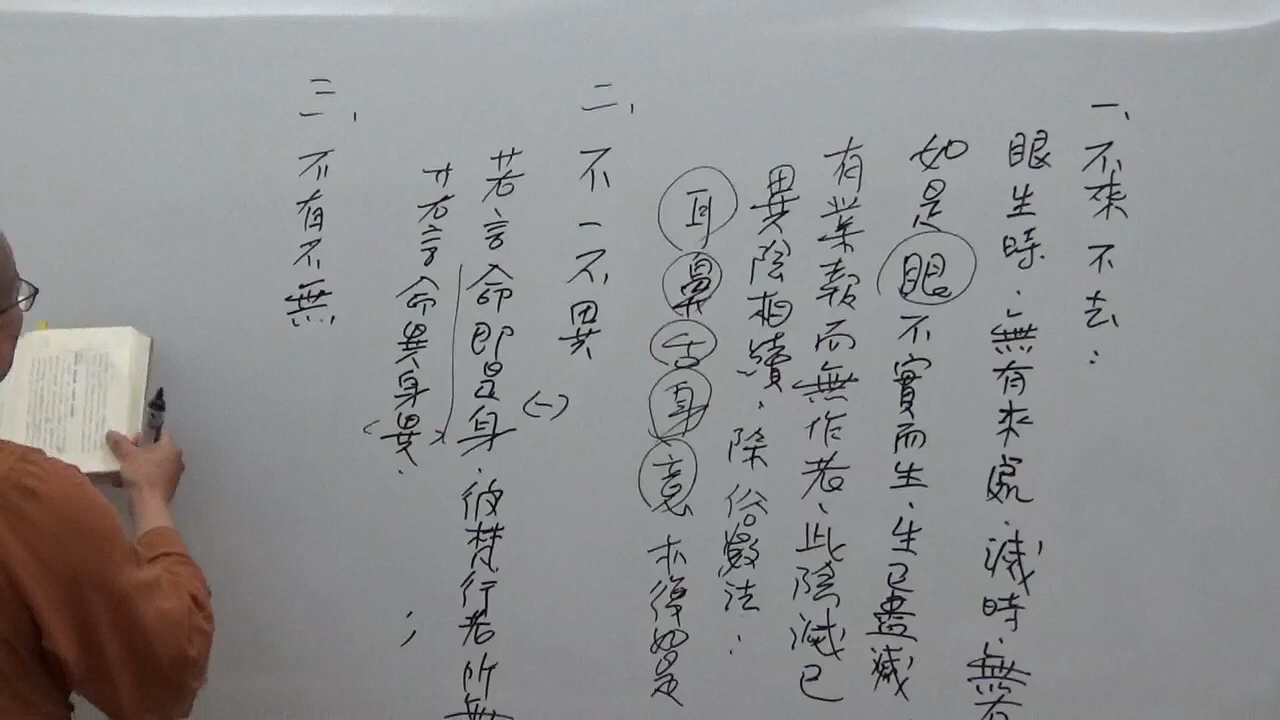 一、不來不去：
眼生時．無有來處．滅時．無有
如是眼不實而生．生已盡滅
有業報而無作者、此陰滅已
異陰相續．除俗數法．
耳鼻舌身意亦復如是
二、不一不異
(一)
若言命即是身．彼梵行者所無
若言命異身異．
三、不有不無